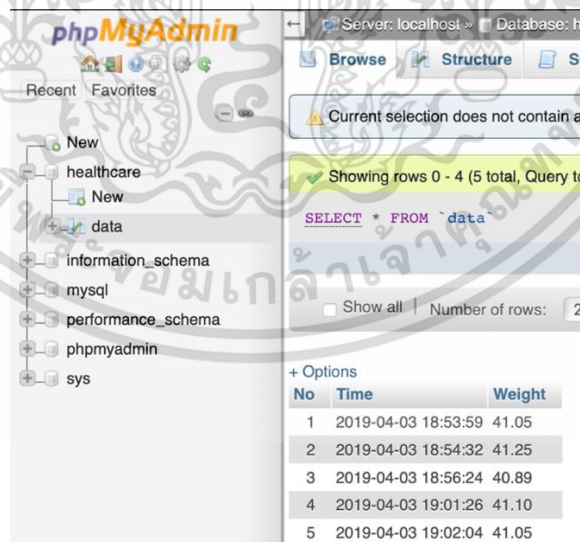 phpMyAdmin
Recent Favorites
New
healthcare
New
data
information_schema
mysql
performance_schema
phpmyadmin
sys
Server: localhost » Database: h
Browse Structure S
Current selection does not contain a
Showing rows 0 - 4 (5 total, Query to
SELECT * FROM `data`
Show all | Number of rows: 2
+ Options
No Time Weight
1 2019-04-03 18:53:59 41.05
2 2019-04-03 18:54:32 41.25
3 2019-04-03 18:56:24 40.89
4 2019-04-03 19:01:26 41.10
5 2019-04-03 19:02:04 41.05